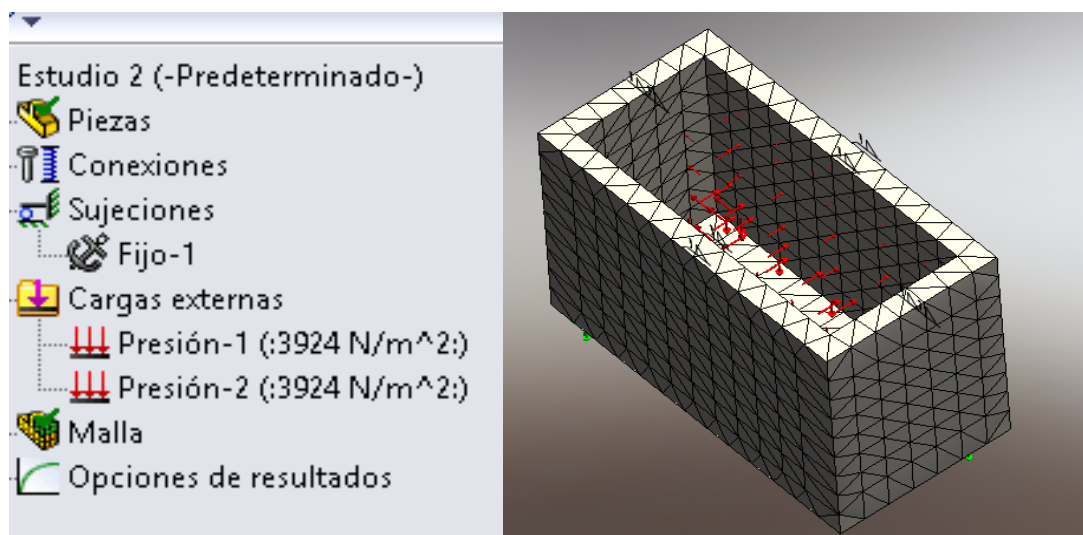 Estudio 2 (-Predeterminado-)
Piezas
Conexiones
Sujeciones
Fijo-1
Cargas externas
Presión-1 (:3924 N/m^2:)
Presión-2 (:3924 N/m^2:)
Malla
Opciones de resultados